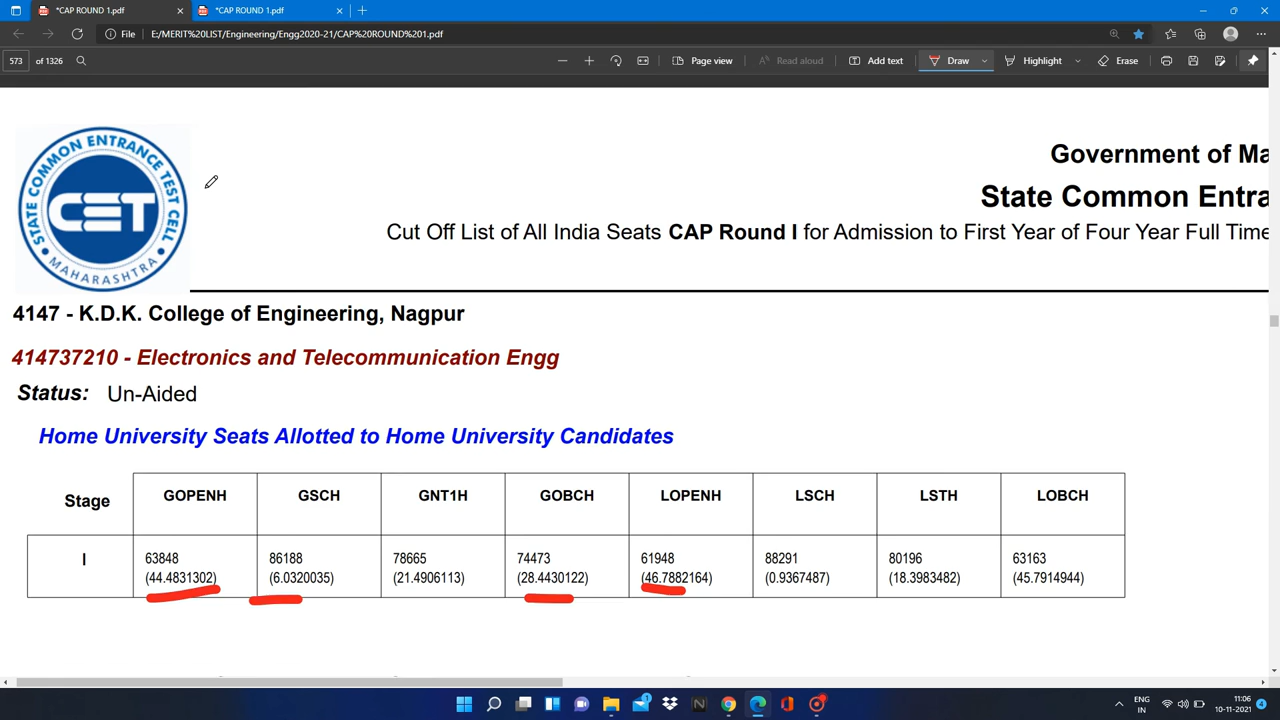 *CAP ROUND 1.pdf
*CAP ROUND 1.pdf
File E:/MERIT%20LIST/Engineering/Engg2020-21/CAP%20ROUND%201.pdf
573 of 1326 Page view Read aloud Add text Draw Highlight Erase
STATE COMMON ENTRANCE TEST CELL
CET
MAHARASHTRA
Government of Ma
State Common Entra
Cut Off List of All India Seats CAP Round I for Admission to First Year of Four Year Full Time
4147 - K.D.K. College of Engineering, Nagpur
414737210 - Electronics and Telecommunication Engg
Status: Un-Aided
Home University Seats Allotted to Home University Candidates
Stage GOPENH GSCH GNT1H GOBCH LOPENH LSCH LSTH LOBCH
I 63848 86188 78665 74473 61948 88291 80196 63163
(44.4831302) (6.0320035) (21.4906113) (28.4430122) (46.7882164) (0.9367487) (18.3983482) (45.7914944)
ENG 11:06
IN 10-11-2021